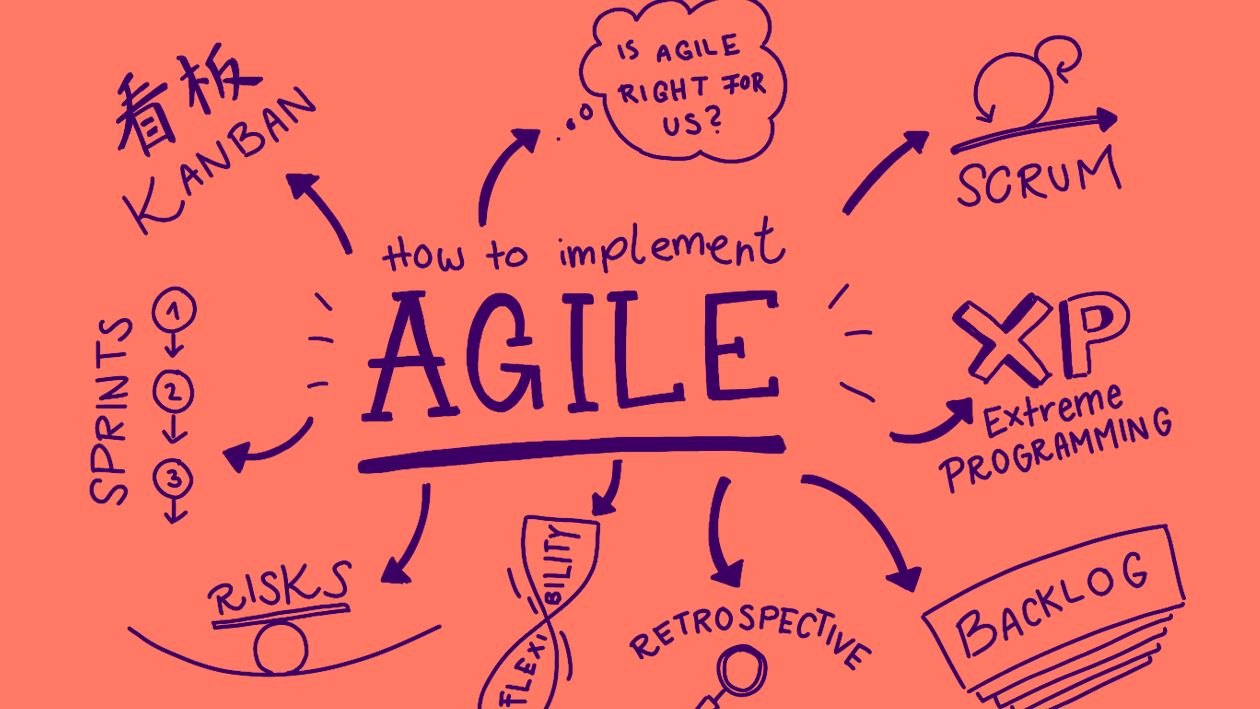 看板
KANBAN
IS AGILE
RIGHT FOR
US?
SCRUM
How to implement
AGILE
SPRINTS
1
2
3
XP
Extreme
PROGRAMMING
RISKS
FLEXI
BILITY
RETROSPECTIVE
BACKLOG